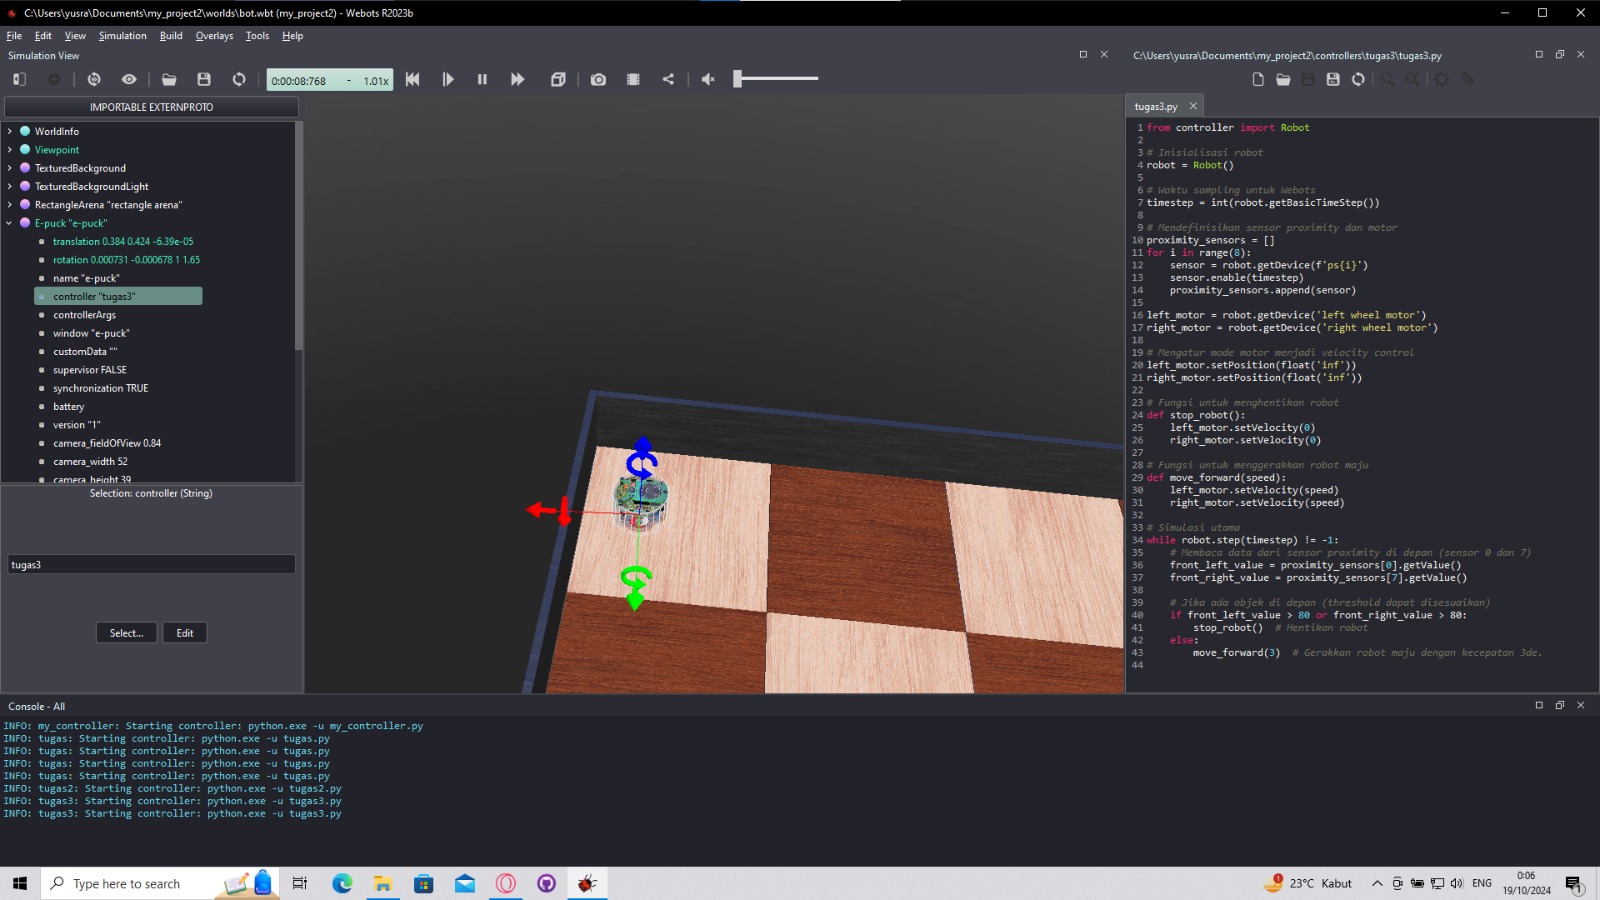 C:\Users\yusra\Documents\my_project2\worlds\bot.wbt (my_project2) - Webots R2023b
File Edit View Simulation Build Overlays Tools Help
Simulation View
0:00:08:768 - 1.01x
IMPORTABLE EXTERNPROTO
WorldInfo
Viewpoint
TexturedBackground
TexturedBackgroundLight
RectangleArena "rectangle arena"
E-puck "e-puck"
translation 0.384 0.424 -6.39e-05
rotation 0.000731 -0.000678 1 1.65
name "e-puck"
controller "tugas3"
controllerArgs
window "e-puck"
customData ""
supervisor FALSE
synchronization TRUE
battery
version "1"
camera_fieldOfView 0.84
camera_width 52
camera_height 39
Selection: controller (String)
tugas3
Select... Edit
C:\Users\yusra\Documents\my_project2\controllers\tugas3\tugas3.py
tugas3.py
1 from controller import Robot
2
3 # Inisialisasi robot
4 robot = Robot()
5
6 # Waktu sampling untuk Webots
7 timestep = int(robot.getBasicTimeStep())
8
9 # Mendefinisikan sensor proximity dan motor
10 proximity_sensors = []
11 for i in range(8):
12     sensor = robot.getDevice(f'ps{i}')
13     sensor.enable(timestep)
14     proximity_sensors.append(sensor)
15
16 left_motor = robot.getDevice('left wheel motor')
17 right_motor = robot.getDevice('right wheel motor')
18
19 # Mengatur mode motor menjadi velocity control
20 left_motor.setPosition(float('inf'))
21 right_motor.setPosition(float('inf'))
22
23 # Fungsi untuk menghentikan robot
24 def stop_robot():
25     left_motor.setVelocity(0)
26     right_motor.setVelocity(0)
27
28 # Fungsi untuk menggerakkan robot maju
29 def move_forward(speed):
30     left_motor.setVelocity(speed)
31     right_motor.setVelocity(speed)
32
33 # Simulasi utama
34 while robot.step(timestep) != -1:
35     # Membaca data dari sensor proximity di depan (sensor 0 dan 7)
36     front_left_value = proximity_sensors[0].getValue()
37     front_right_value = proximity_sensors[7].getValue()
38
39     # Jika ada objek di depan (threshold dapat disesuaikan)
40     if front_left_value > 80 or front_right_value > 80:
41         stop_robot()  # Hentikan robot
42     else:
43         move_forward(3)  # Gerakkan robot maju dengan kecepatan 3de.
44
Console - All
INFO: my_controller: Starting controller: python.exe -u my_controller.py
INFO: tugas: Starting controller: python.exe -u tugas.py
INFO: tugas: Starting controller: python.exe -u tugas.py
INFO: tugas: Starting controller: python.exe -u tugas.py
INFO: tugas: Starting controller: python.exe -u tugas.py
INFO: tugas2: Starting controller: python.exe -u tugas2.py
INFO: tugas3: Starting controller: python.exe -u tugas3.py
INFO: tugas3: Starting controller: python.exe -u tugas3.py
Type here to search
1 23°C Kabut
ENG
0:06
19/10/2024
1